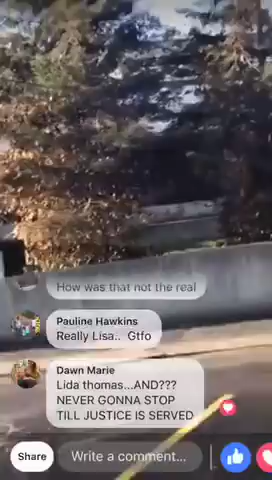 How was that not the real
Pauline Hawkins
Really Lisa.. Gtfo
Dawn Marie
Lida thomas...AND???
NEVER GONNA STOP
TILL JUSTICE IS SERVED
Share
Write a comment...